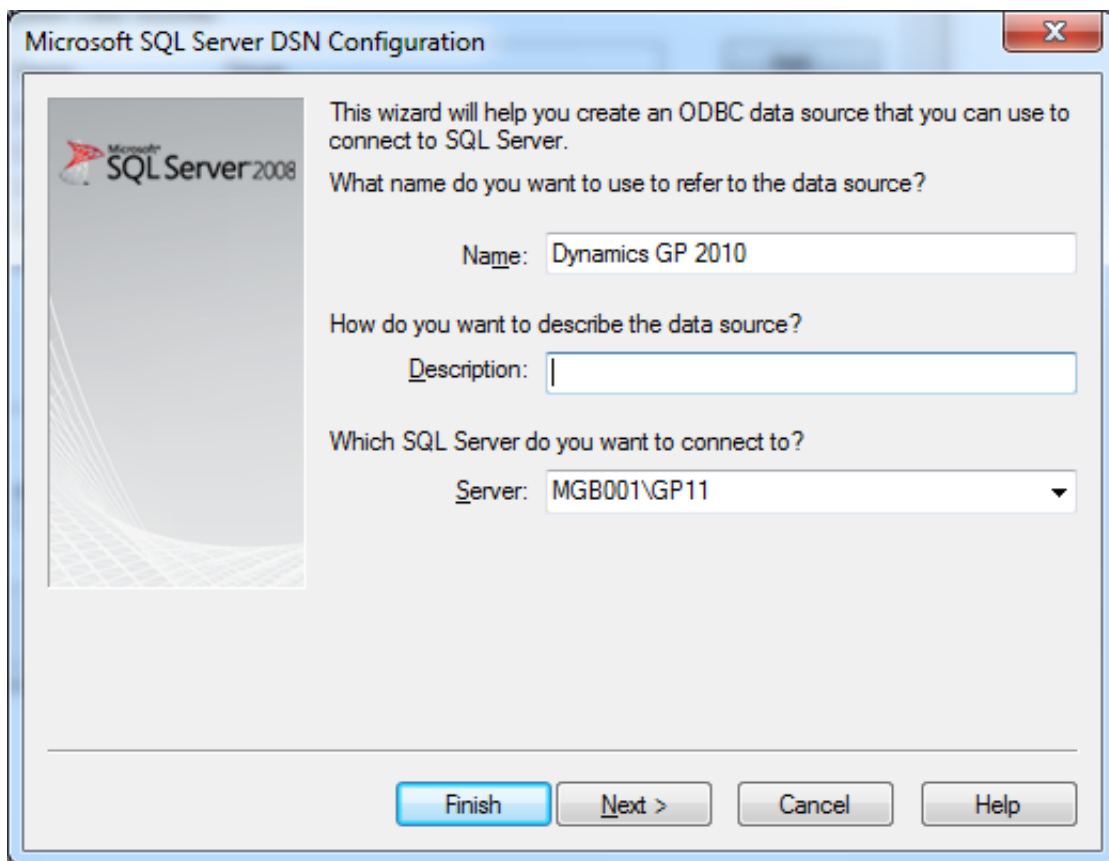 Microsoft SQL Server DSN Configuration
This wizard will help you create an ODBC data source that you can use to
connect to SQL Server.
What name do you want to use to refer to the data source?
Microsoft
SQL Server 2008
Name: Dynamics GP 2010
How do you want to describe the data source?
Description:
Which SQL Server do you want to connect to?
Server: MGB001\GP11
Finish Next > Cancel Help